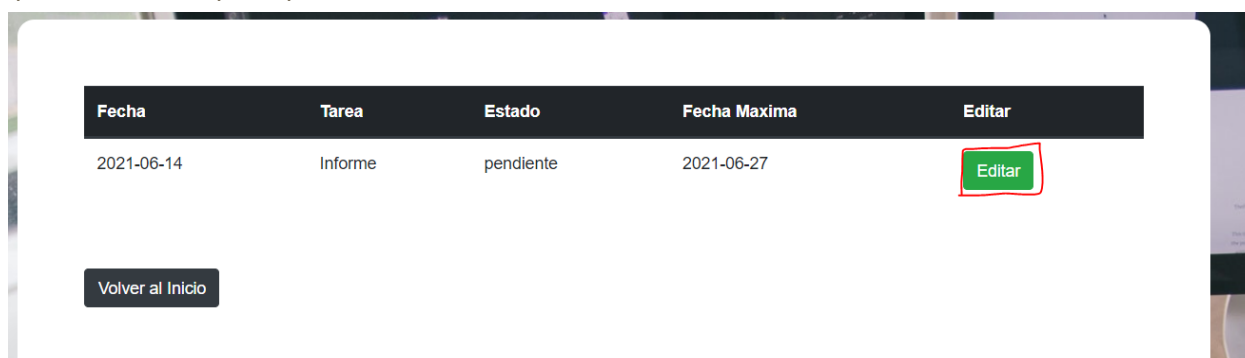 Fecha Tarea Estado Fecha Maxima Editar
2021-06-14 Informe pendiente 2021-06-27 Editar
Volver al Inicio